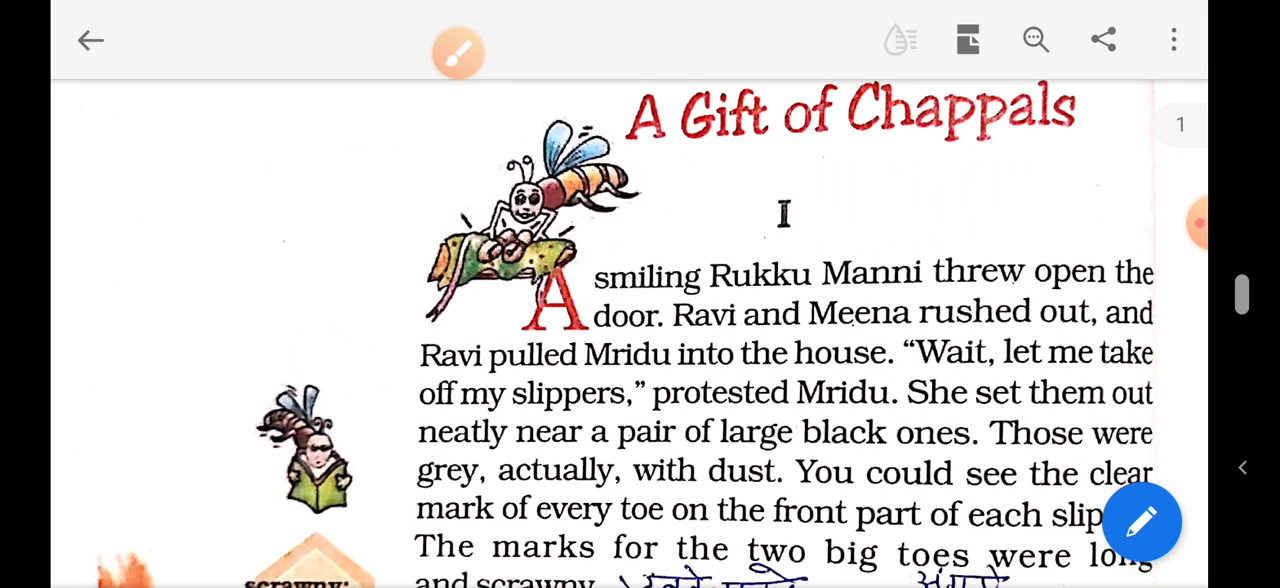 A Gift of Chappals
1
I
A smiling Rukku Manni threw open the
door. Ravi and Meena rushed out, and
Ravi pulled Mridu into the house. “Wait, let me take
off my slippers,” protested Mridu. She set them out
neatly near a pair of large black ones. Those were
grey, actually, with dust. You could see the clear
mark of every toe on the front part of each slip
The marks for the two big toes were long
and scrawny.
scrawny: